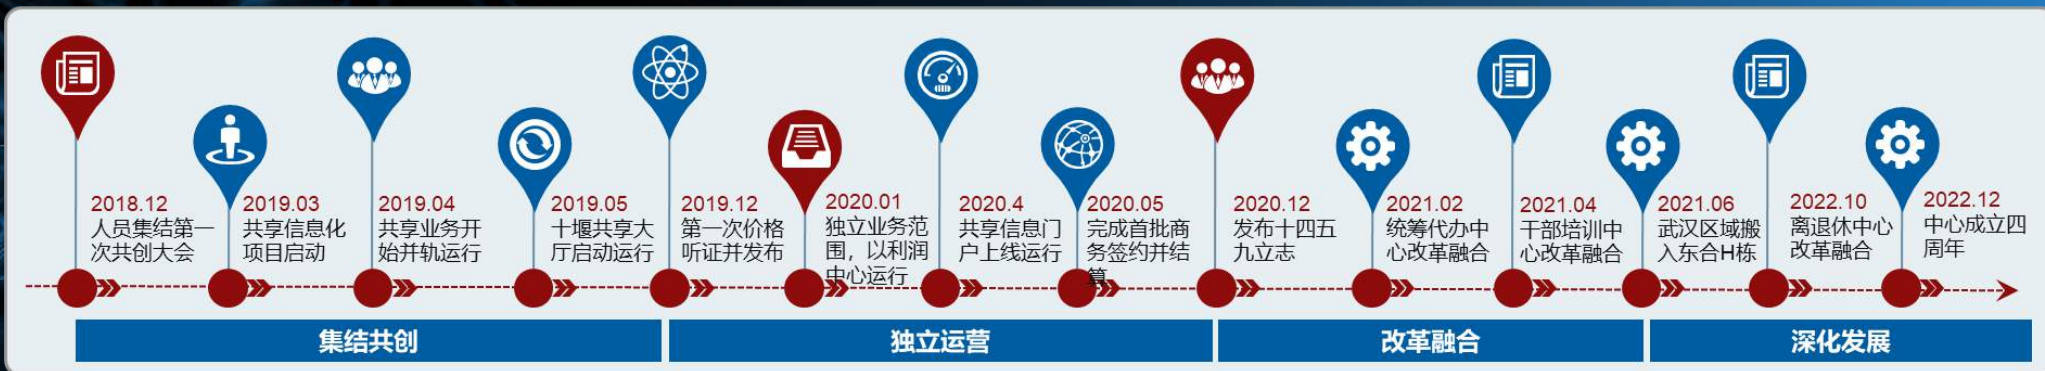 2018.12
人员集结第一
次共创大会
2019.03
共享信息化
项目启动
2019.04
共享业务开
始并轨运行
2019.05
十堰共享大
厅启动运行
2019.12
第一次价格
听证并发布
2020.01
独立业务范
围，以利润
中心运行
2020.4
共享信息门
户上线运行
2020.05
完成首批商
务签约并结
算
2020.12
发布十四五
九立志
2021.02
统筹代办中
心改革融合
2021.04
干部培训中
心改革融合
2021.06
武汉区域搬
入东合H栋
2022.10
离退休中心
改革融合
2022.12
中心成立四
周年
集结共创
独立运营
改革融合
深化发展